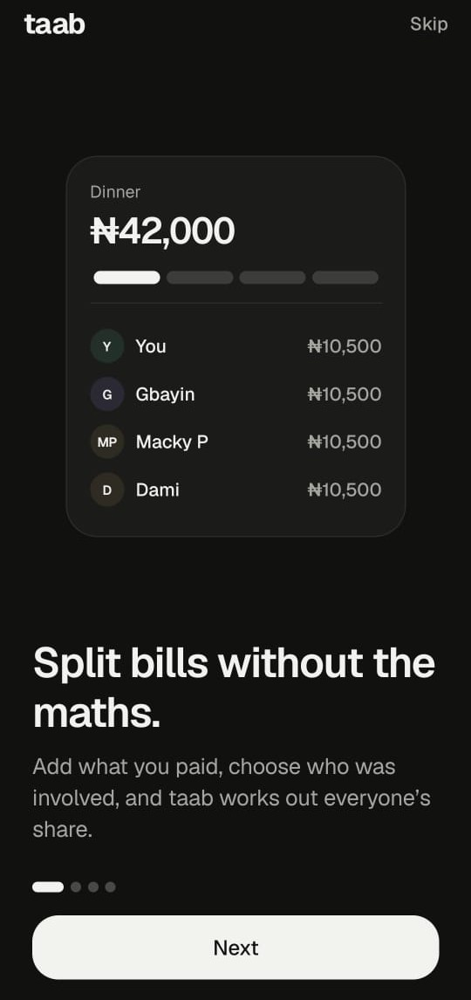 taab
Skip
Dinner
₦42,000
Y You ₦10,500
G Gbayin ₦10,500
MP Macky P ₦10,500
D Dami ₦10,500
Split bills without the
maths.
Add what you paid, choose who was
involved, and taab works out everyone’s
share.
Next